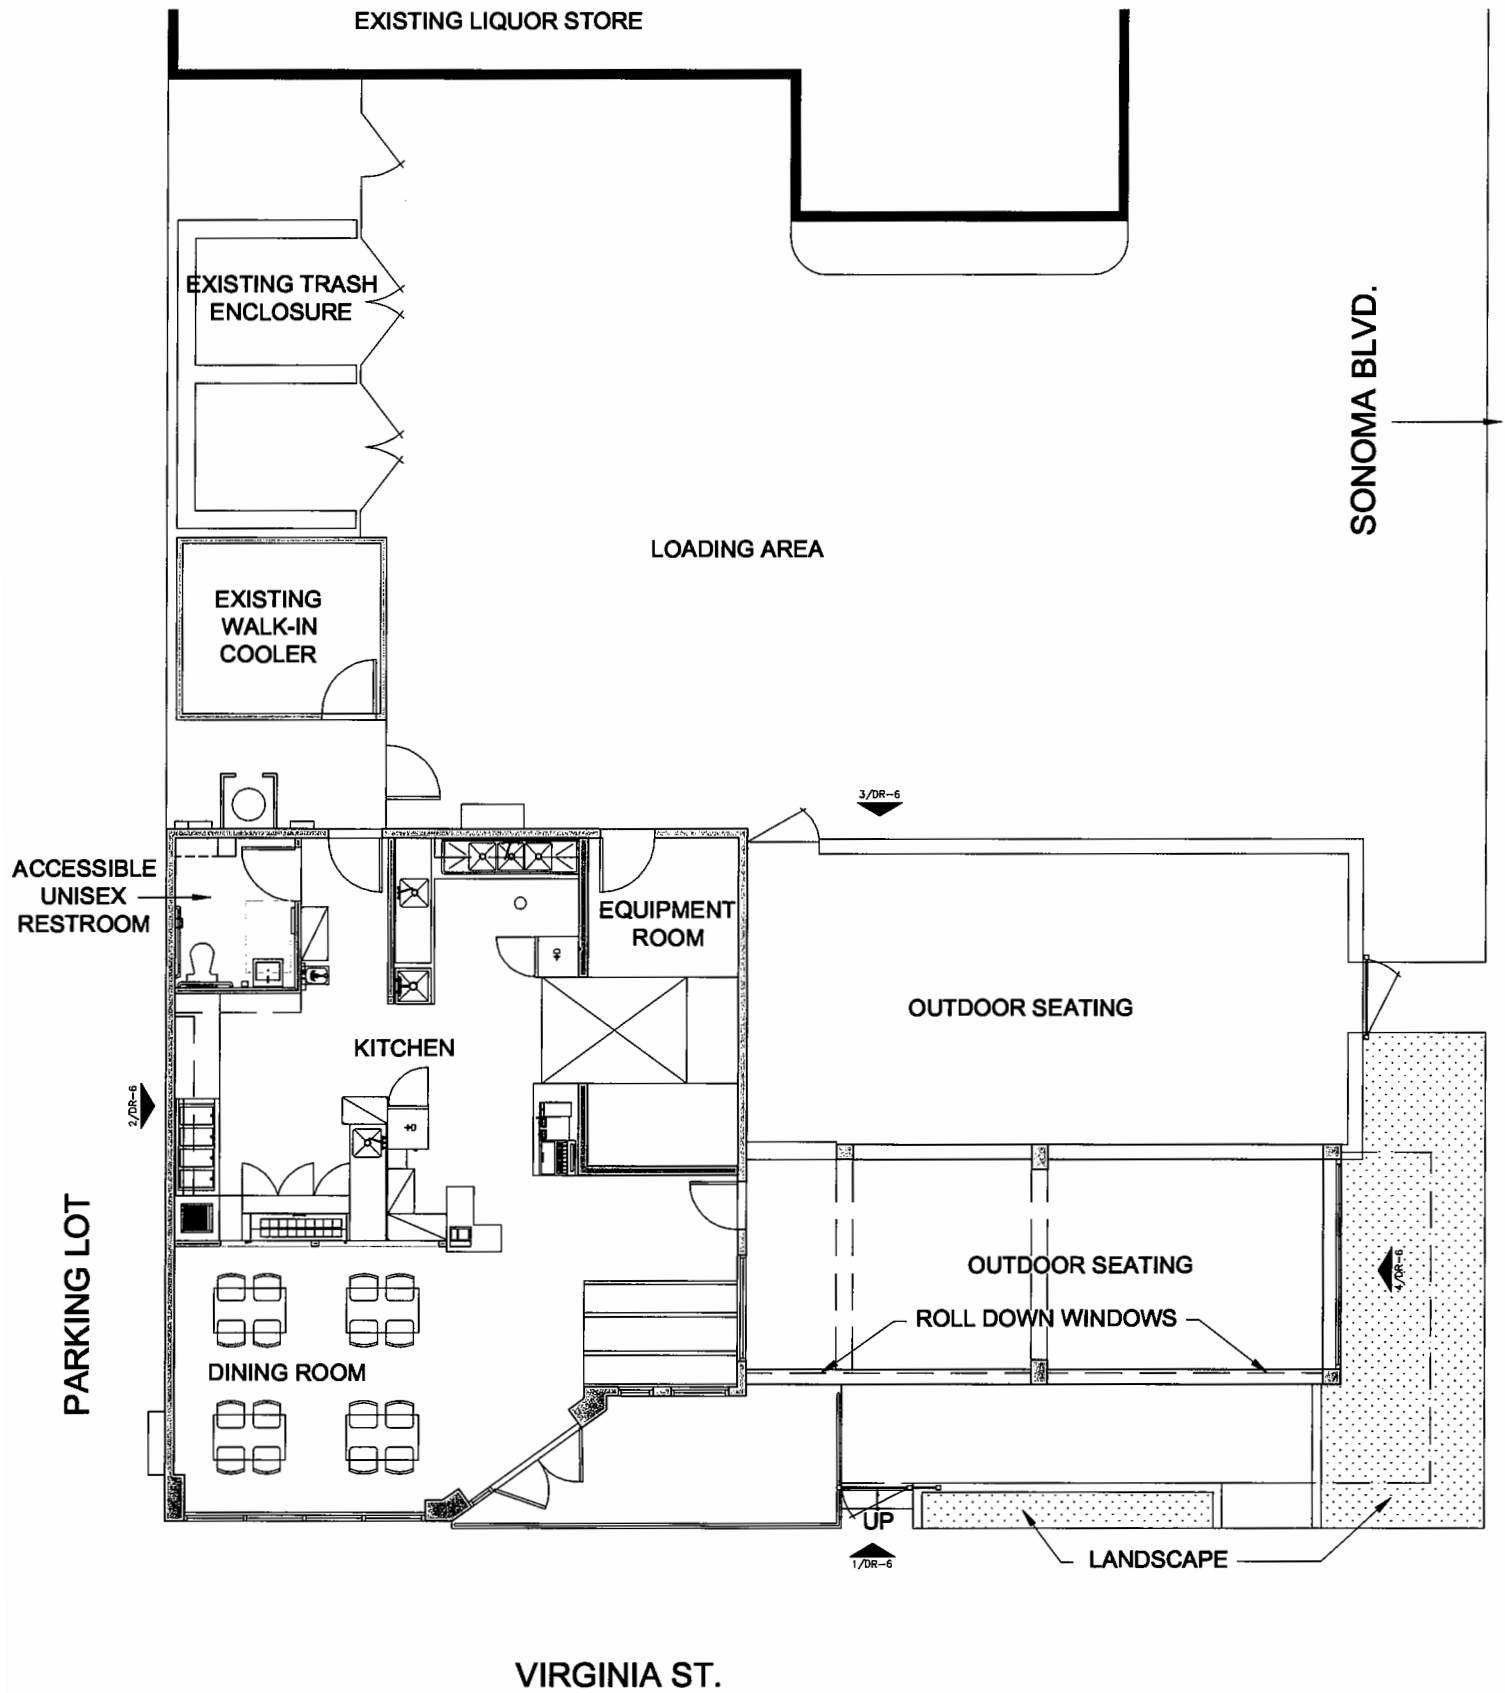 EXISTING LIQUOR STORE
EXISTING TRASH
ENCLOSURE
SONOMA BLVD.
LOADING AREA
EXISTING
WALK-IN
COOLER
3/DR-6
ACCESSIBLE
UNISEX
RESTROOM
EQUIPMENT
ROOM
OUTDOOR SEATING
KITCHEN
2/DR-6
PARKING LOT
OUTDOOR SEATING
4/DR-6
ROLL DOWN WINDOWS
DINING ROOM
UP
1/DR-6
LANDSCAPE
VIRGINIA ST.